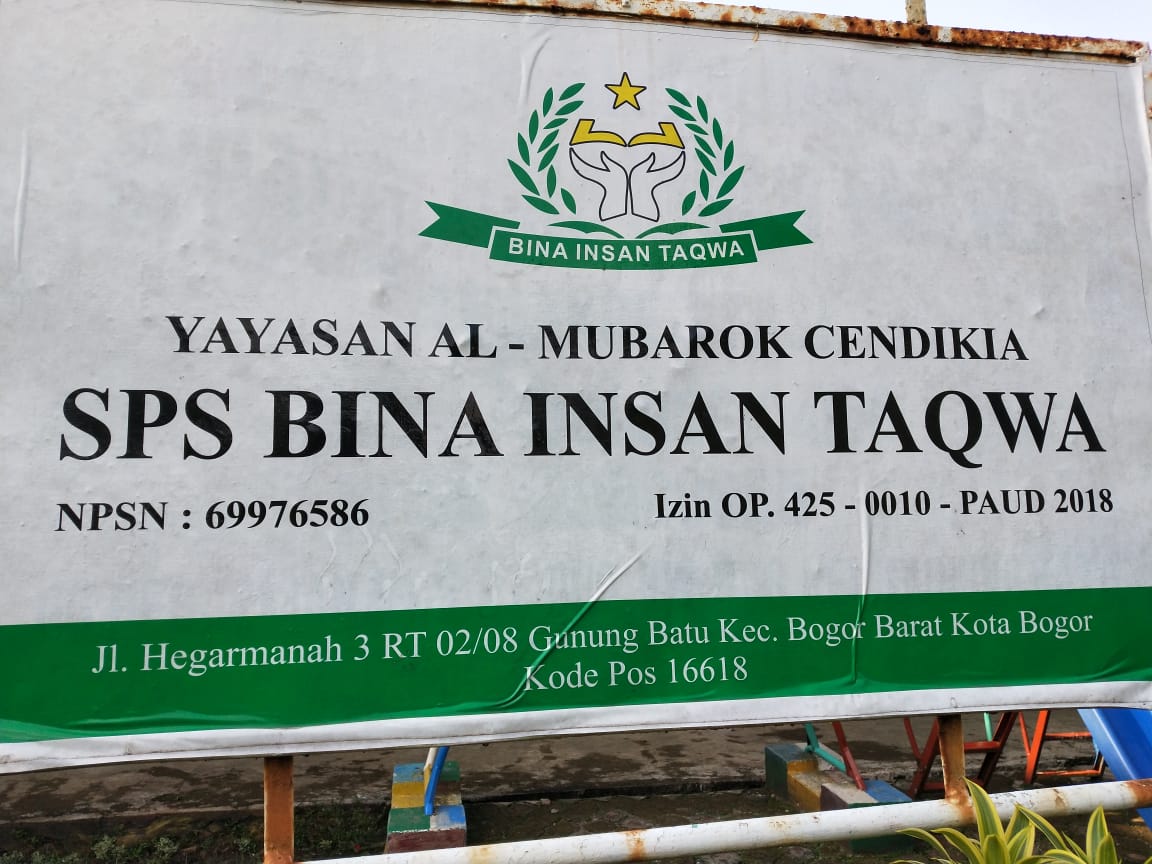 BINA INSAN TAQWA
YAYASAN AL - MUBAROK CENDIKIA
SPS BINA INSAN TAQWA
NPSN : 69976586
Izin OP. 425 - 0010 - PAUD 2018
Jl. Hegarmanah 3 RT 02/08 Gunung Batu Kec. Bogor Barat Kota Bogor
Kode Pos 16618